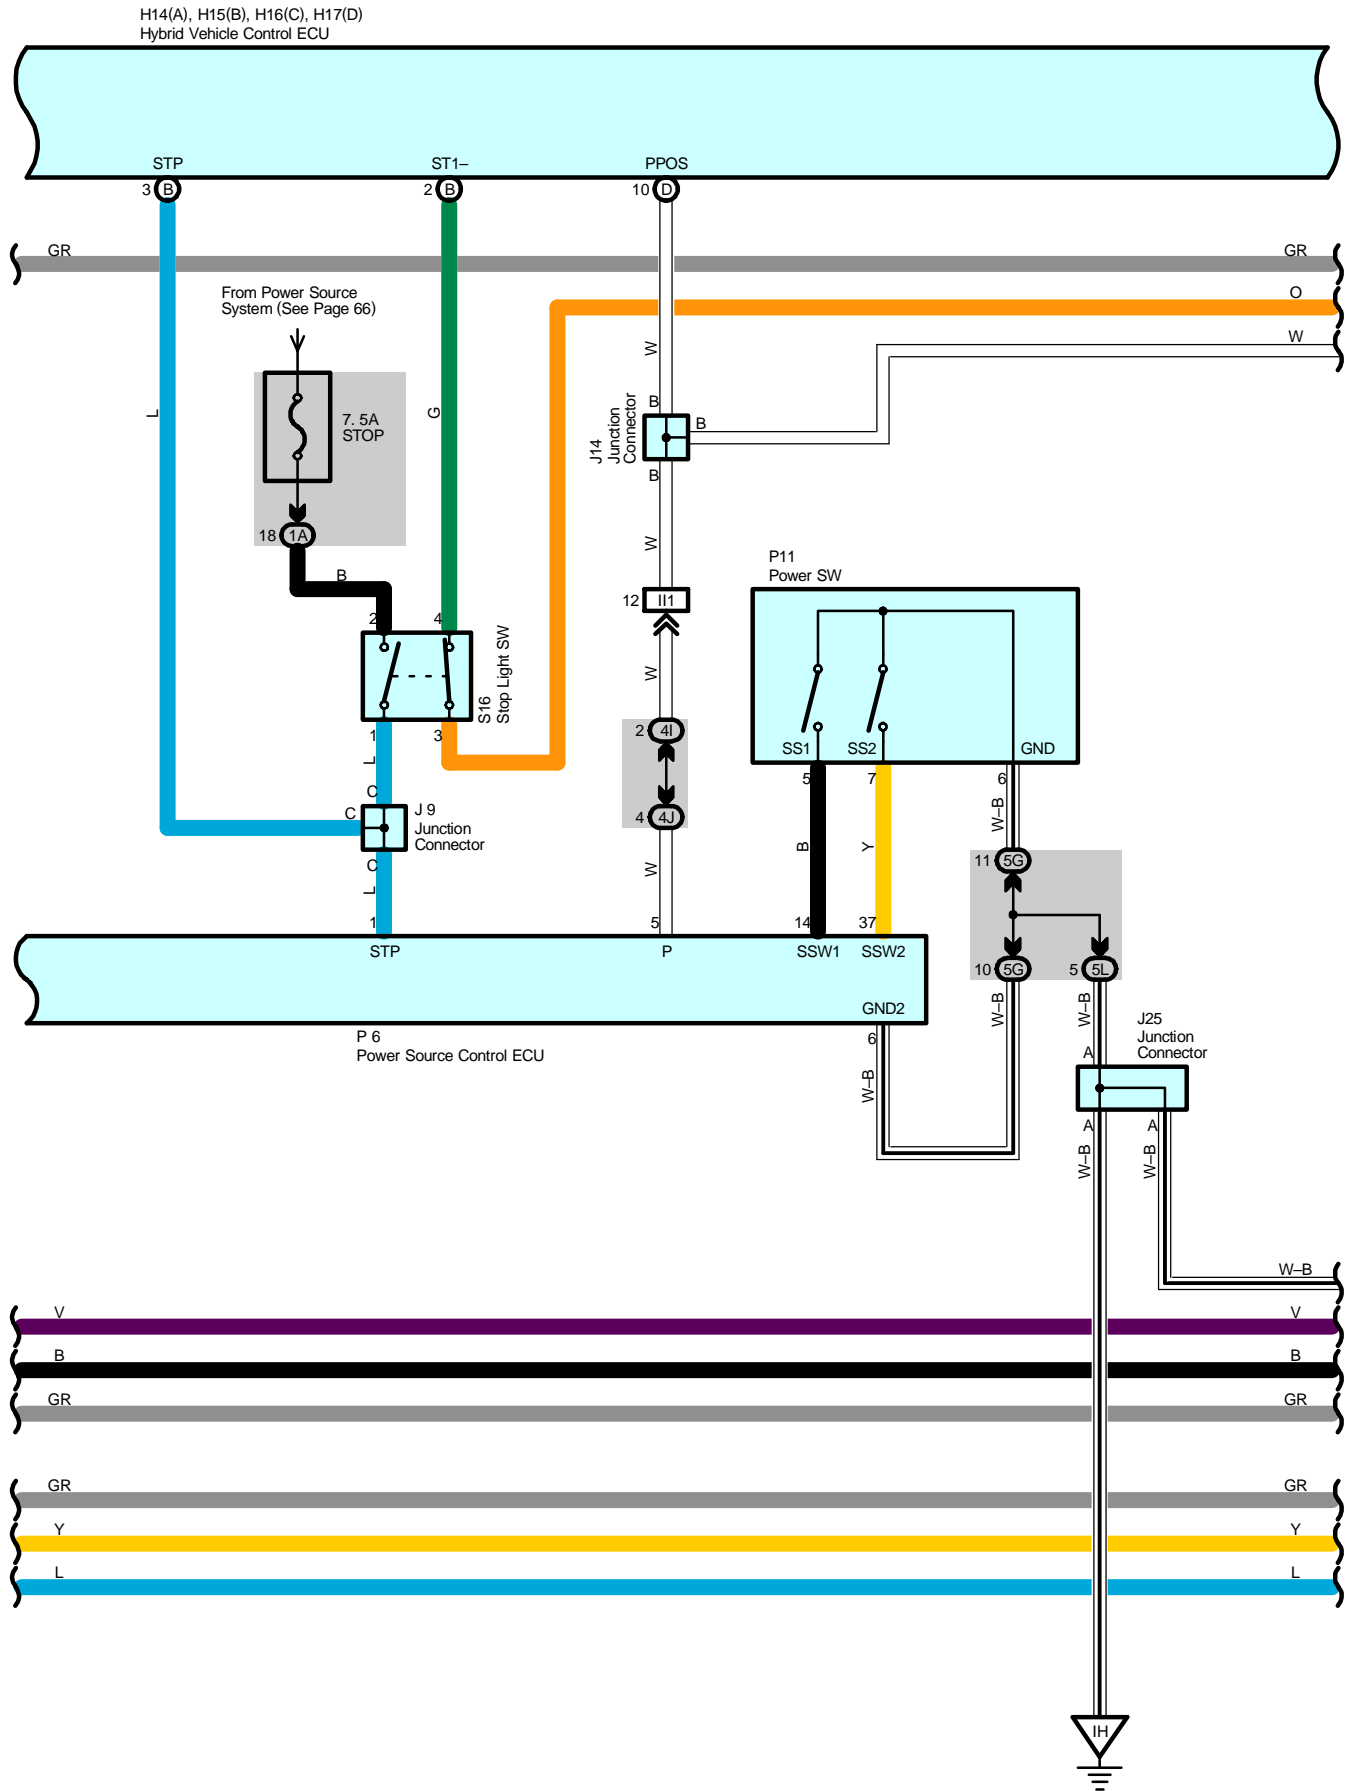 H14(A), H15(B), H16(C), H17(D)
Hybrid Vehicle Control ECU
STP
ST1–
PPOS
3 B
2 B
10 D
GR
GR
From Power Source
System (See Page 66)
O
W
L
G
W
7. 5A
STOP
B
B
J14
Junction
Connector
B
18 1A
W
B
P11
Power SW
12 II1
2
4
S16
Stop Light SW
W
1
3
2 4I
SS1
SS2
GND
L
5
7
6
C
C
J 9
Junction
Connector
4 4J
W–B
B
Y
C
L
W
11 5G
1
5
14
37
STP
P
SSW1
SSW2
10 5G
5 5L
GND2
W–B
W–B
P 6
Power Source Control ECU
6
J25
Junction
Connector
A
W–B
A
A
W–B
W–B
W–B
V
V
B
B
GR
GR
GR
GR
Y
Y
L
L
IH